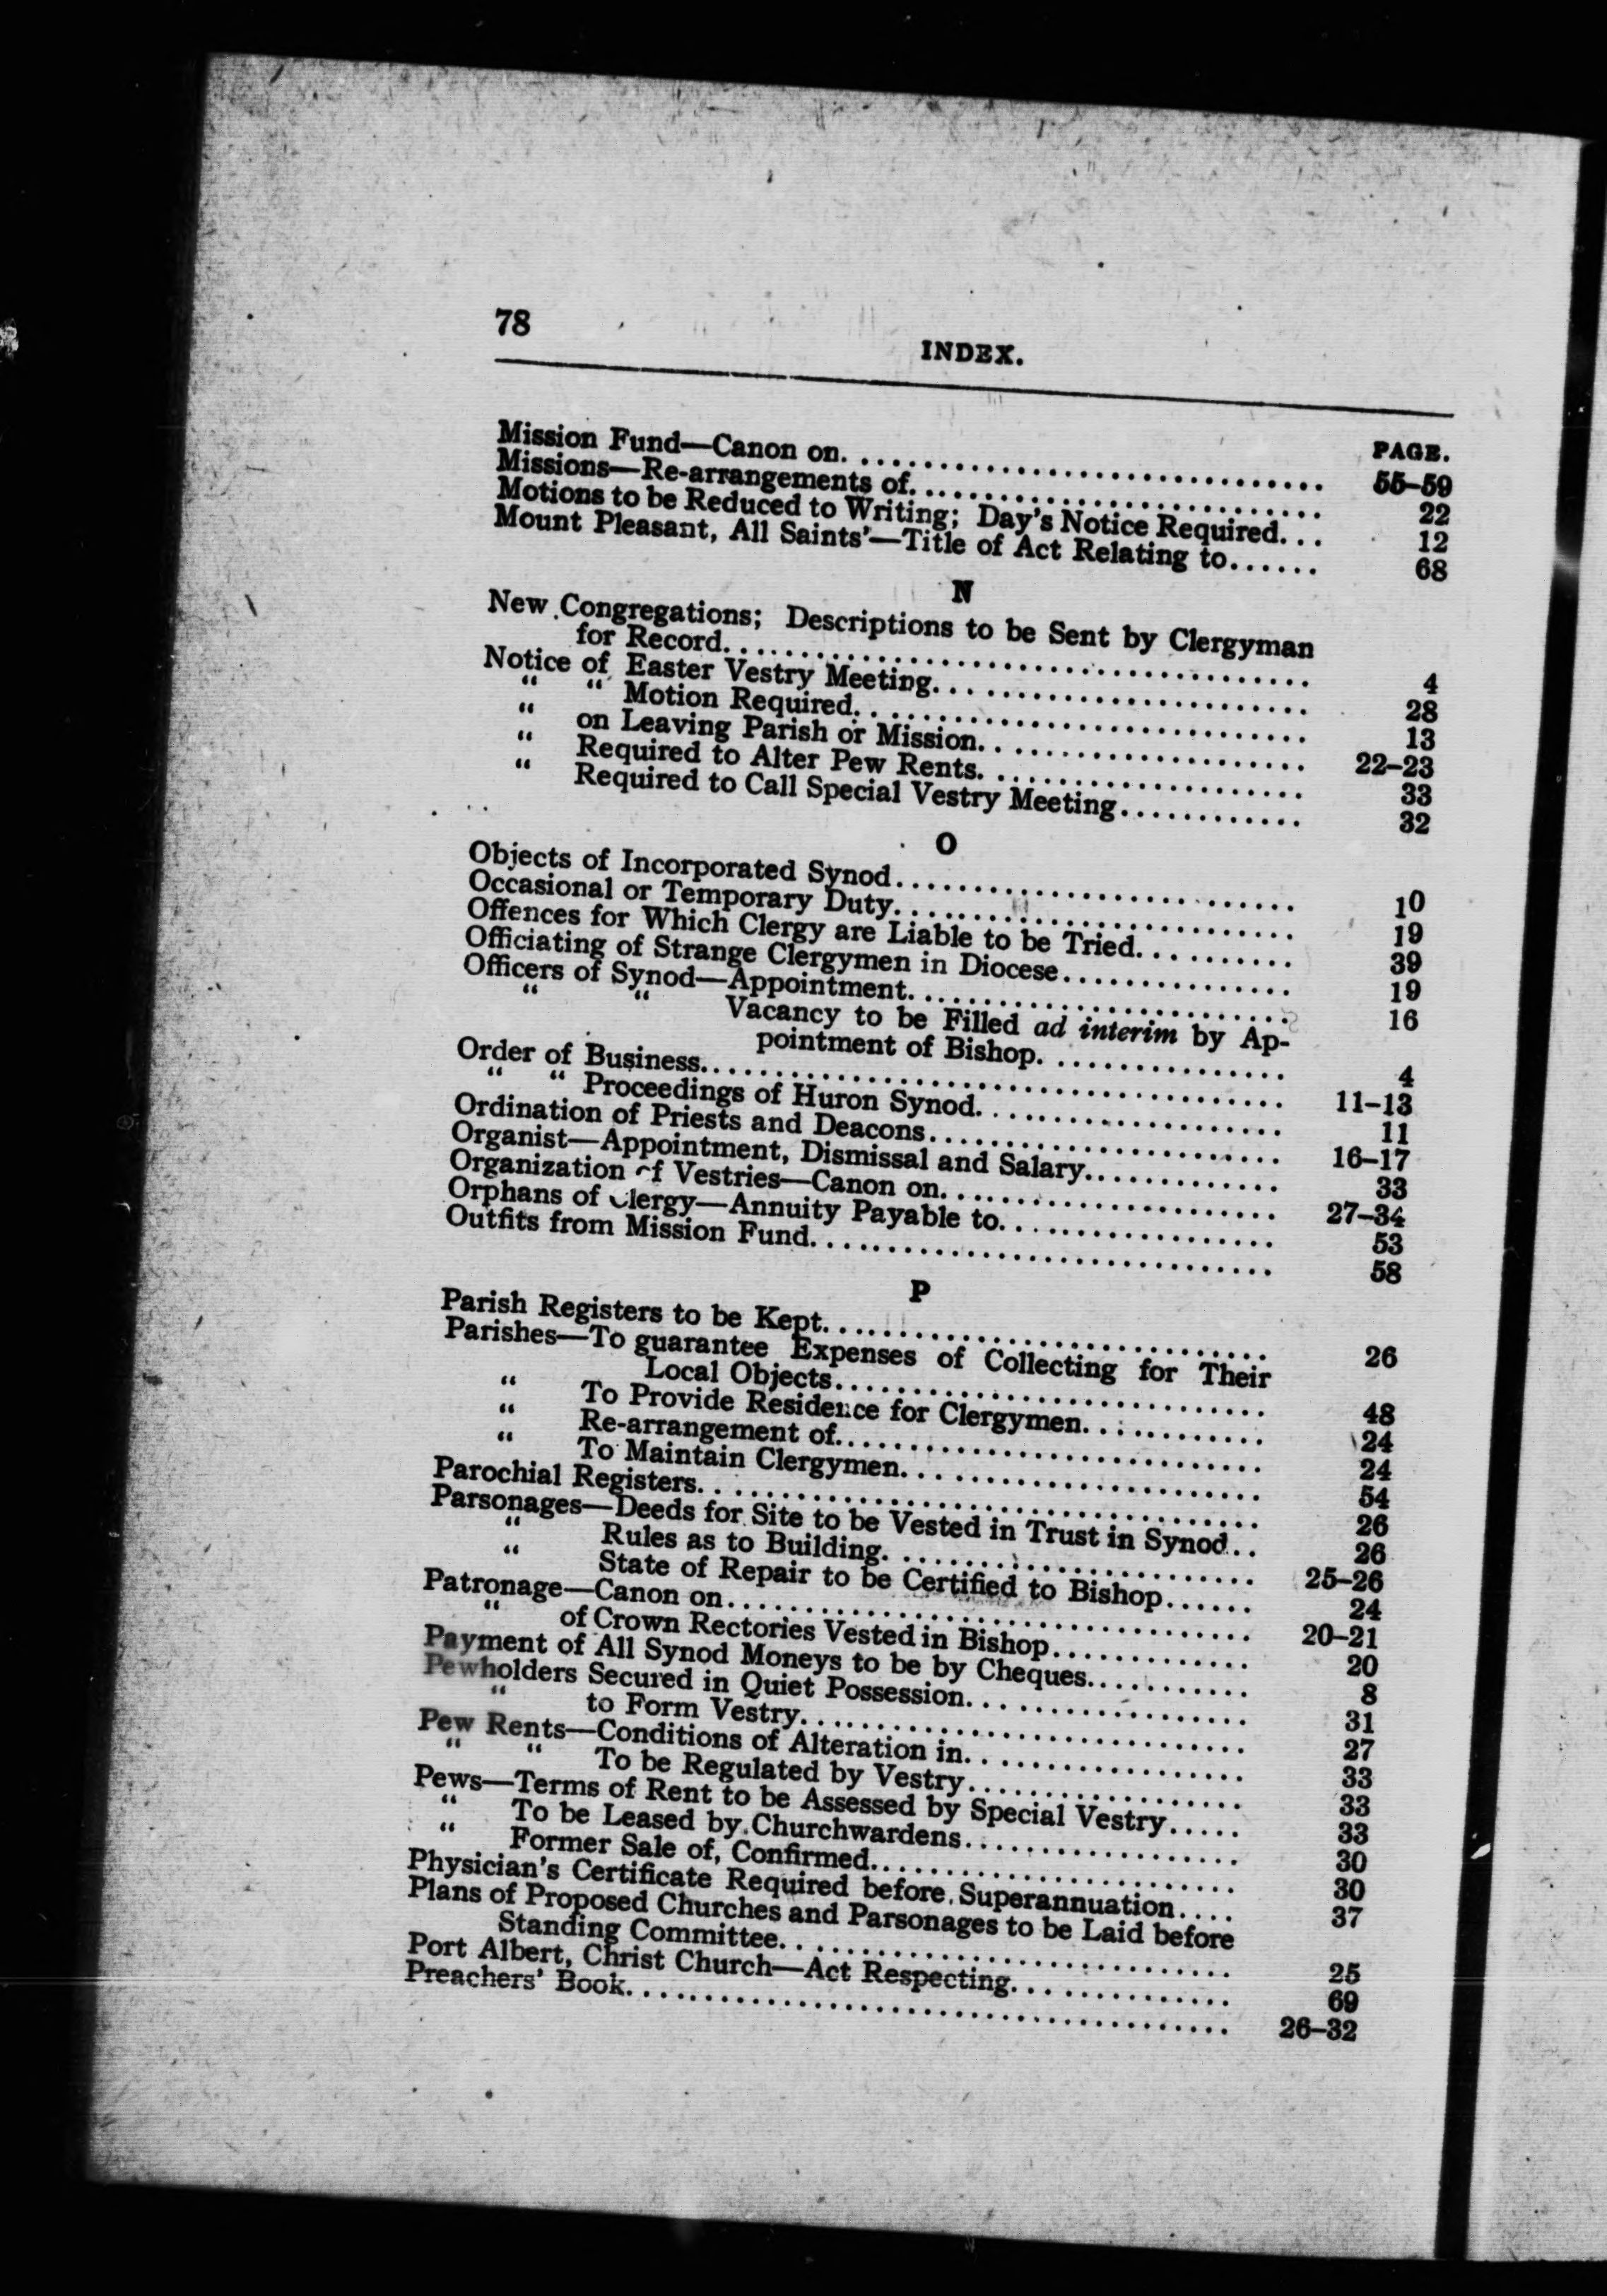 78
INDEX.
PAGE.
Mission Fund—Canon on.................................. 55-59
Missions—Re-arrangements of............................ 22
Motions to be Reduced to Writing; Day's Notice Required... 12
Mount Pleasant, All Saints'—Title of Act Relating to...... 68
N
New Congregations; Descriptions to be Sent by Clergyman
for Record...................................... 4
Notice of Easter Vestry Meeting........................ 28
“ “ Motion Required............................. 13
“ on Leaving Parish or Mission..................... 22-23
“ Required to Alter Pew Rents..................... 33
“ Required to Call Special Vestry Meeting............ 32
O
Objects of Incorporated Synod.......................... 10
Occasional or Temporary Duty.......................... 19
Offences for Which Clergy are Liable to be Tried.......... 39
Officiating of Strange Clergymen in Diocese............... 19
Officers of Synod—Appointment........................ 16
“ “ Vacancy to be Filled ad interim by Ap-
pointment of Bishop................ 4
Order of Business..................................... 11-13
“ “ Proceedings of Huron Synod.................... 11
Ordination of Priests and Deacons....................... 16-17
Organist—Appointment, Dismissal and Salary............. 33
Organization of Vestries—Canon on...................... 27-34
Orphans of Clergy—Annuity Payable to.................. 53
Outfits from Mission Fund.............................. 58
P
Parish Registers to be Kept............................. 26
Parishes—To guarantee Expenses of Collecting for Their
Local Objects............................ 48
“ To Provide Residence for Clergymen............ 24
“ Re-arrangement of........................... 24
“ To Maintain Clergymen....................... 54
Parochial Registers.................................... 26
Parsonages—Deeds for Site to be Vested in Trust in Synod.. 26
“ Rules as to Building........................ 25-26
“ State of Repair to be Certified to Bishop...... 24
Patronage—Canon on.................................. 20-21
“ of Crown Rectories Vested in Bishop............. 20
Payment of All Synod Moneys to be by Cheques........... 8
Pewholders Secured in Quiet Possession.................. 31
“ to Form Vestry............................. 27
Pew Rents—Conditions of Alteration in.................. 33
“ “ To be Regulated by Vestry.................. 33
Pews—Terms of Rent to be Assessed by Special Vestry..... 33
“ To be Leased by Churchwardens.................. 30
“ Former Sale of, Confirmed........................ 30
Physician's Certificate Required before Superannuation.... 37
Plans of Proposed Churches and Parsonages to be Laid before
Standing Committee............................. 25
Port Albert, Christ Church—Act Respecting.............. 69
Preachers' Book....................................... 26-32